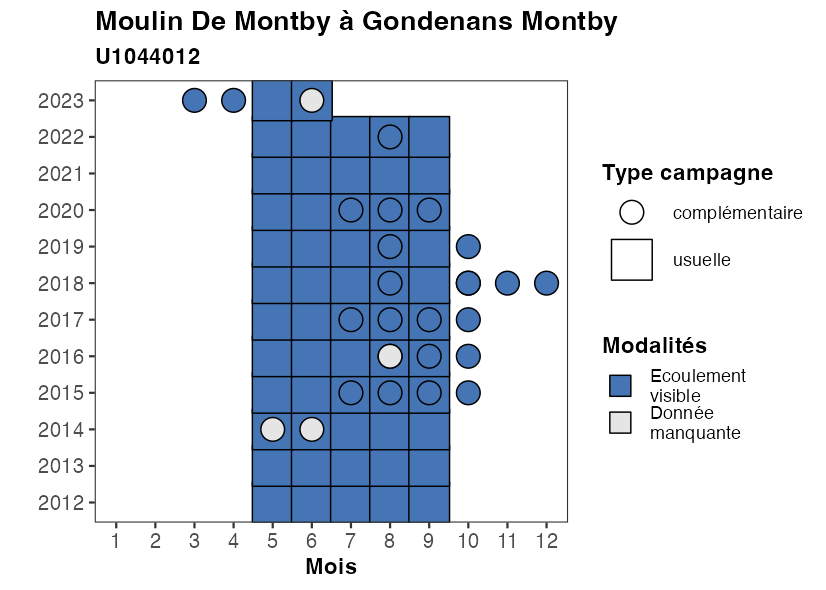 Moulin De Montby à Gondenans Montby
U1044012
2023
2022
2021
2020
2019
2018
2017
2016
2015
2014
2013
2012
1 2 3 4 5 6 7 8 9 10 11 12
Mois
Type campagne
complémentaire
usuelle
Modalités
Ecoulement
visible
Donnée
manquante